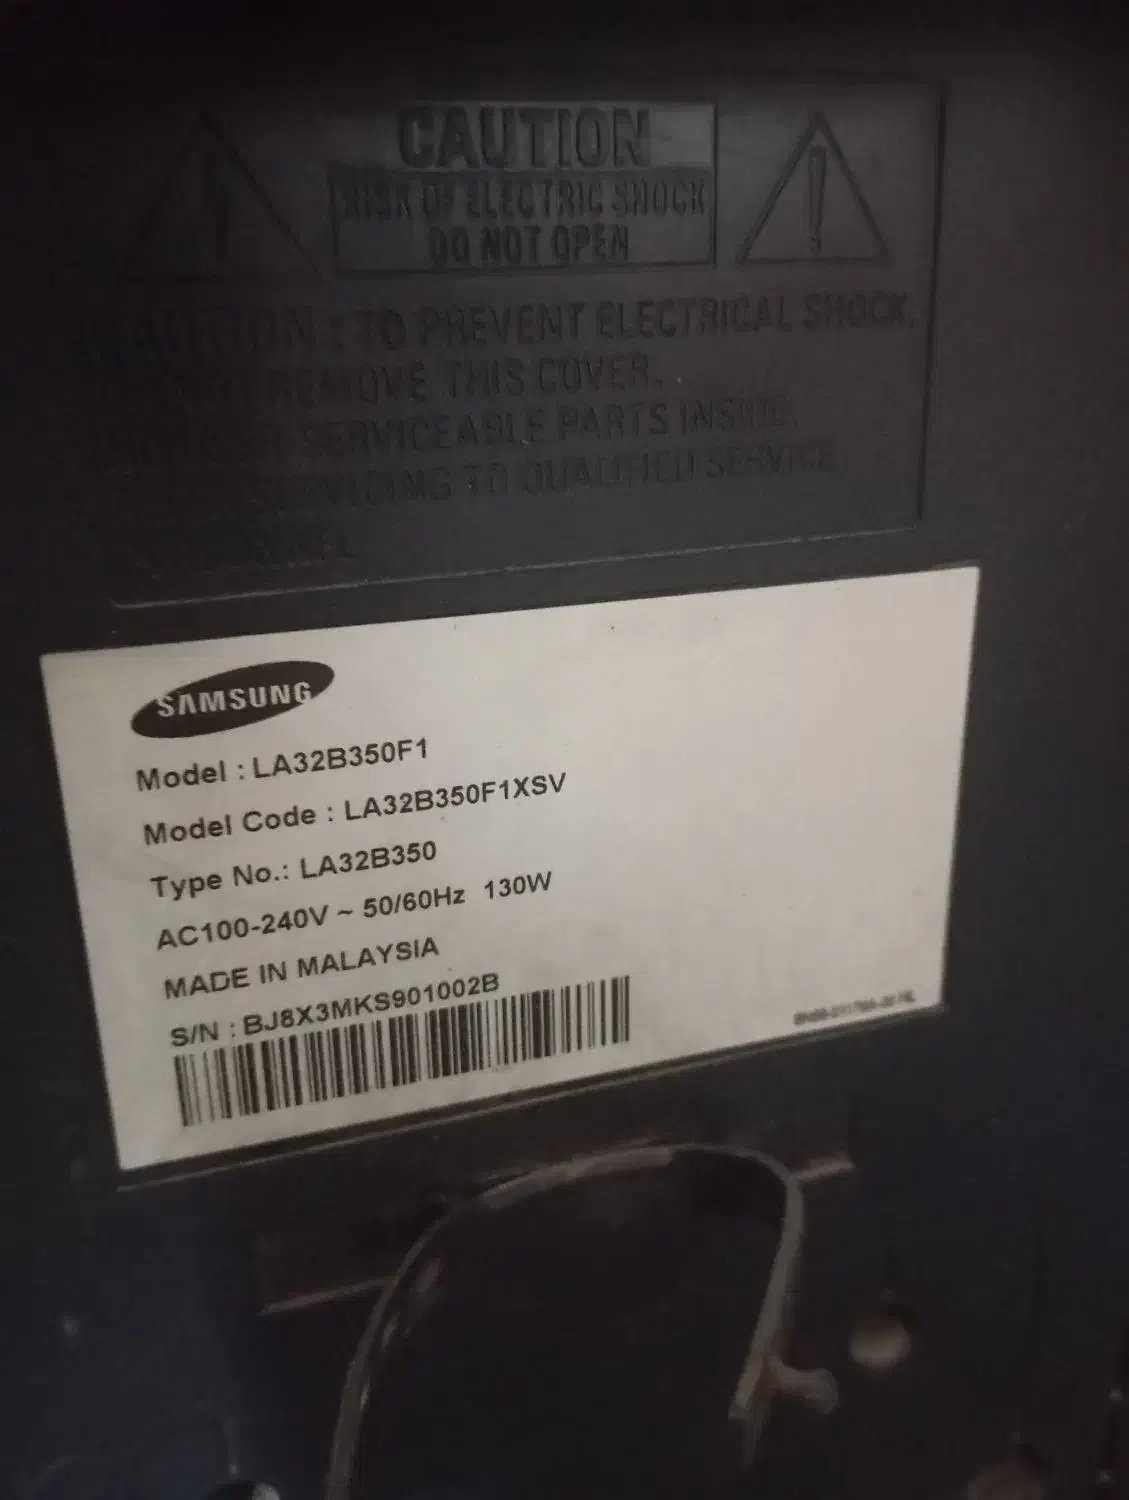 CAUTION
RISK OF ELECTRIC SHOCK
DO NOT OPEN
CAUTION : TO PREVENT ELECTRICAL SHOCK,
REMOVE THIS COVER.
SERVICEABLE PARTS INSIDE.
SERVICING TO QUALIFIED SERVICE
SAMSUNG
Model : LA32B350F1
Model Code : LA32B350F1XSV
Type No.: LA32B350
AC100-240V ~ 50/60Hz 130W
MADE IN MALAYSIA
S/N : BJ8X3MKS901002B